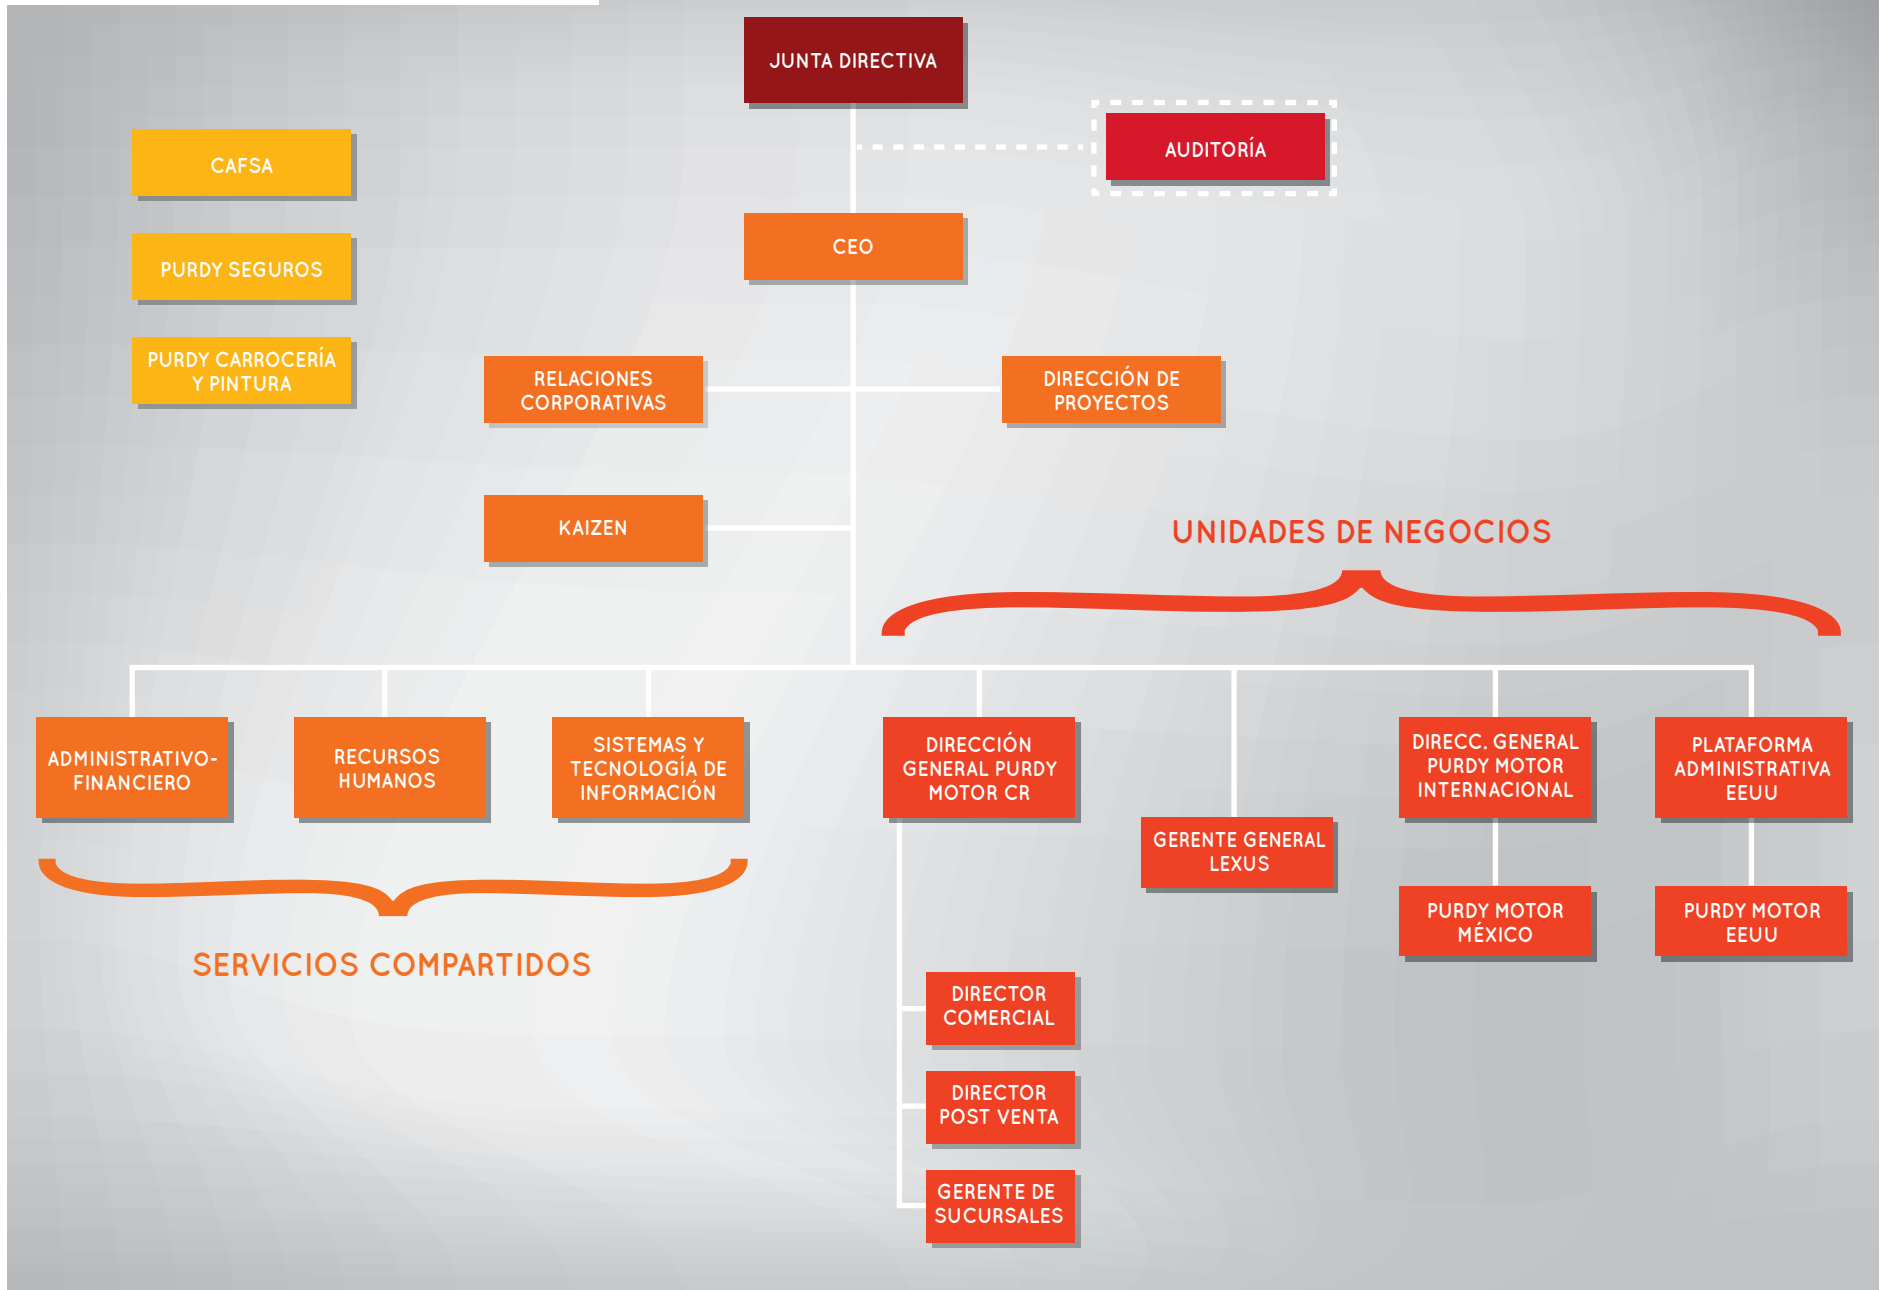 JUNTA DIRECTIVA
AUDITORÍA
CAFSA
CEO
PURDY SEGUROS
PURDY CARROCERÍA
Y PINTURA
RELACIONES
CORPORATIVAS
DIRECCIÓN DE
PROYECTOS
KAIZEN
UNIDADES DE NEGOCIOS
ADMINISTRATIVO-
FINANCIERO
RECURSOS
HUMANOS
SISTEMAS Y
TECNOLOGÍA DE
INFORMACIÓN
DIRECCIÓN
GENERAL PURDY
MOTOR CR
GERENTE GENERAL
LEXUS
DIRECC. GENERAL
PURDY MOTOR
INTERNACIONAL
PLATAFORMA
ADMINISTRATIVA
EEUU
PURDY MOTOR
MÉXICO
PURDY MOTOR
EEUU
SERVICIOS COMPARTIDOS
DIRECTOR
COMERCIAL
DIRECTOR
POST VENTA
GERENTE DE
SUCURSALES